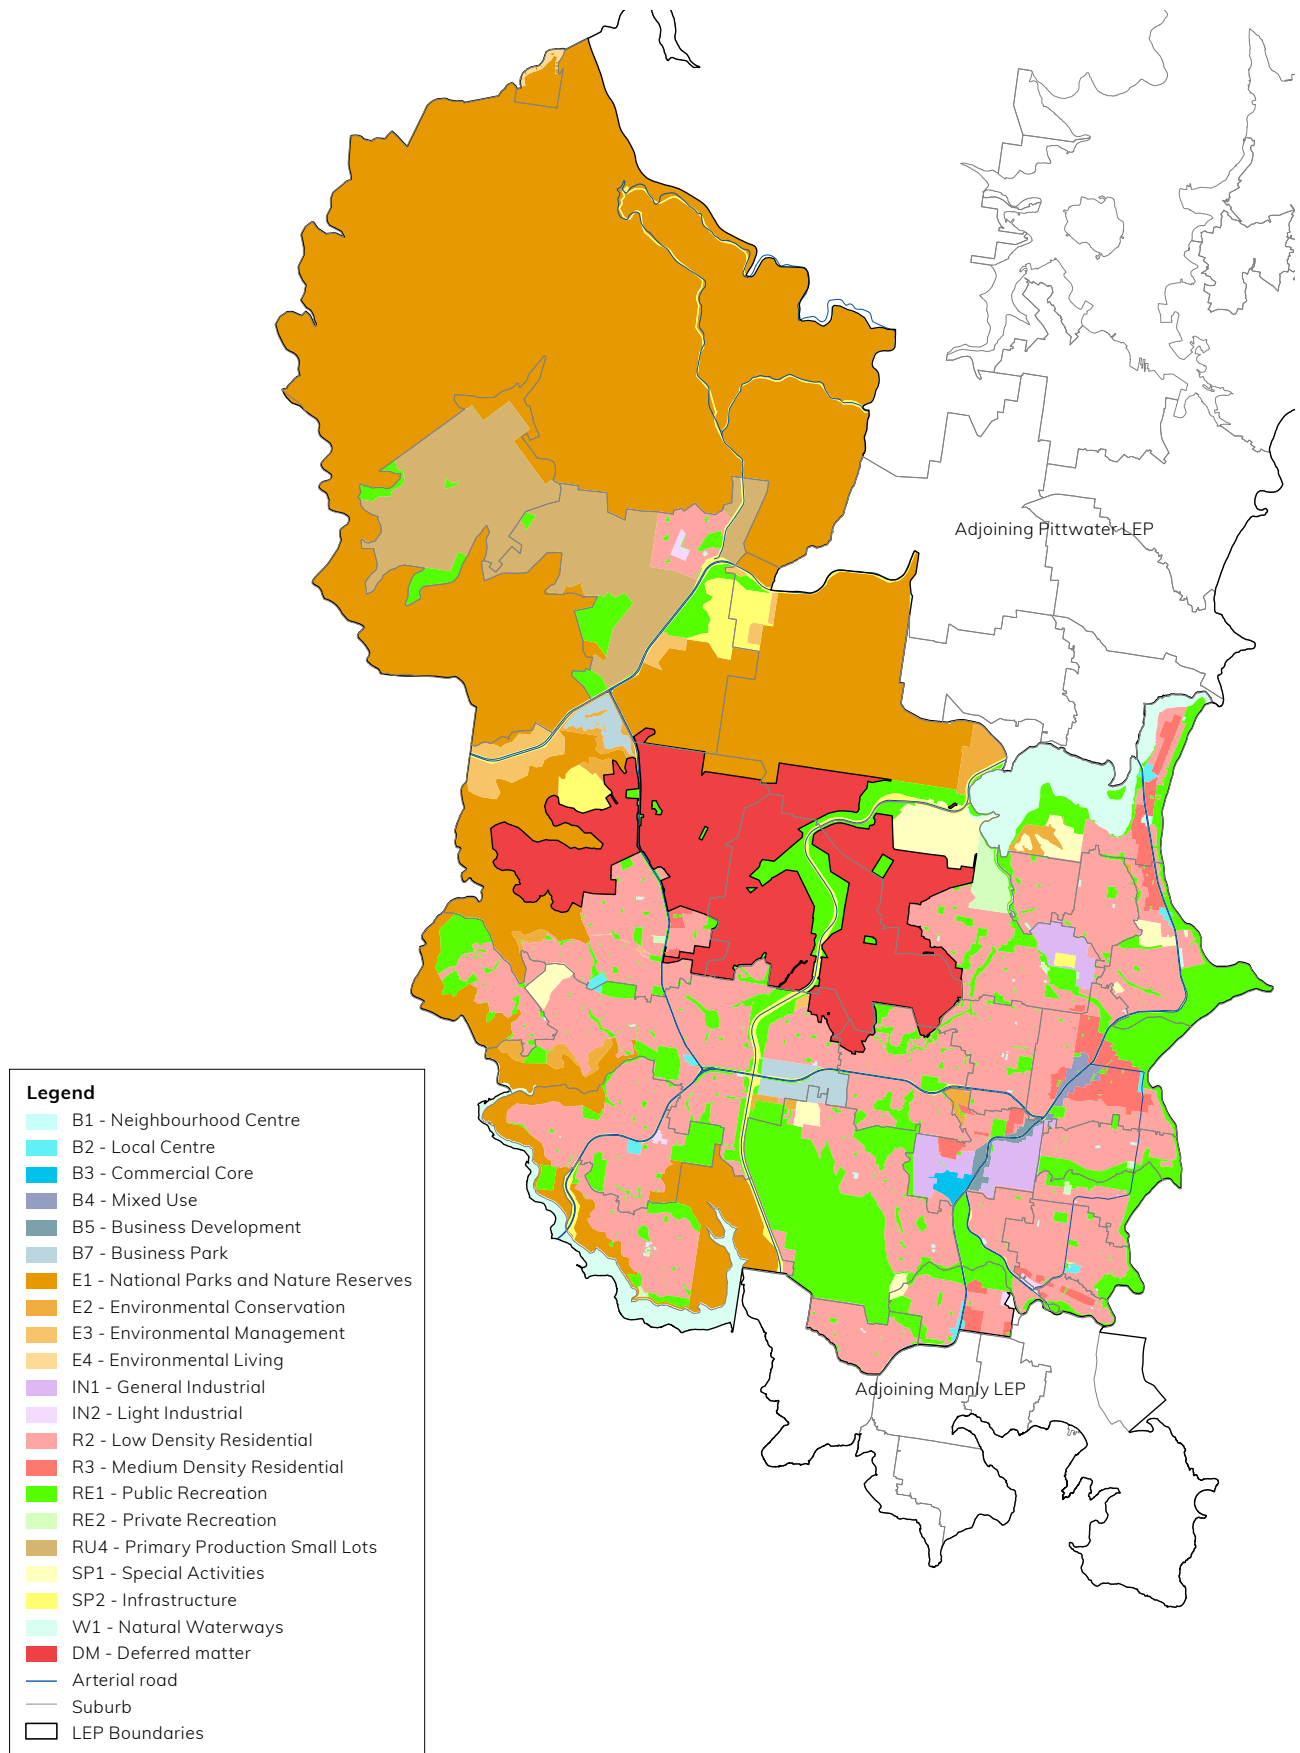 Adjoining Pittwater LEP
Legend
B1 - Neighbourhood Centre
B2 - Local Centre
B3 - Commercial Core
B4 - Mixed Use
B5 - Business Development
B7 - Business Park
E1 - National Parks and Nature Reserves
E2 - Environmental Conservation
E3 - Environmental Management
E4 - Environmental Living
IN1 - General Industrial
IN2 - Light Industrial
R2 - Low Density Residential
R3 - Medium Density Residential
RE1 - Public Recreation
RE2 - Private Recreation
RU4 - Primary Production Small Lots
SP1 - Special Activities
SP2 - Infrastructure
W1 - Natural Waterways
DM - Deferred matter
Arterial road
Suburb
LEP Boundaries
Adjoining Manly LEP